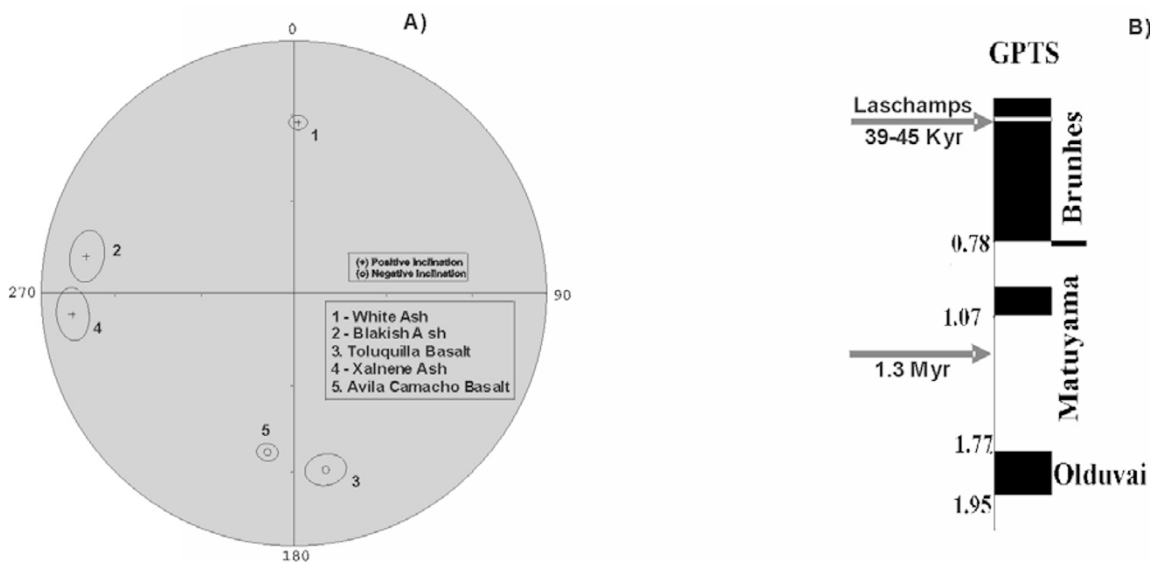 A)
0
1
2
270
90
4
(+) Positive Inclination
(o) Negative Inclination
1 - White Ash
2 - Blakish A sh
3. Toluquilla Basalt
4 - Xalnene Ash
5. Avila Camacho Basalt
5
3
180
B)
GPTS
Laschamps
39-45 Kyr
Brunhes
0.78
1.07
Matuyama
1.3 Myr
1.77
Olduvai
1.95